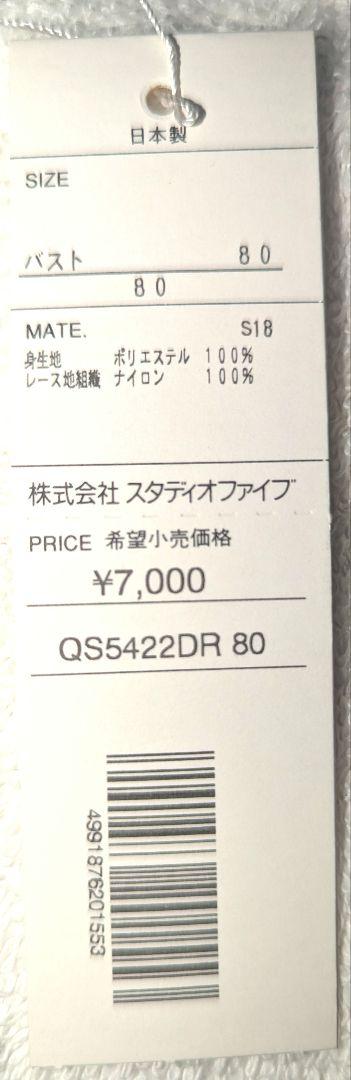 日本製
SIZE
バスト 80
80
MATE. S18
身生地 ポリエステル 100%
レース地組織 ナイロン 100%
株式会社 スタディオファイブ
PRICE 希望小売価格
¥7,000
QS5422DR 80
4991876201553